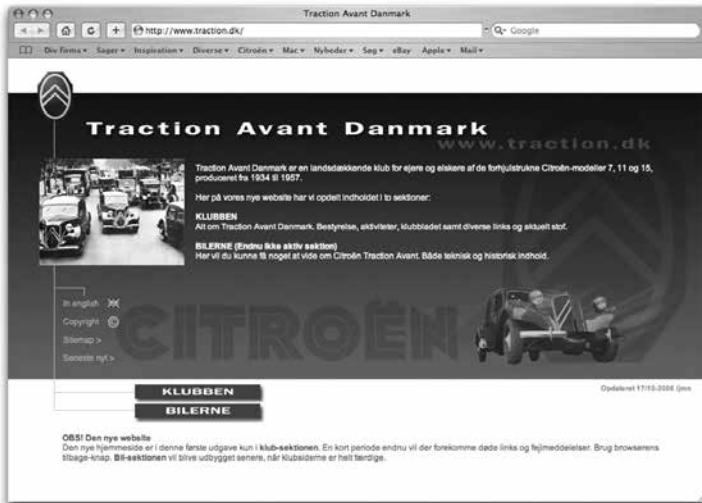 Traction Avant Danmark
http://www.traction.dk/
Google
Div firma Sager Inspiration Diverse Citroën Mac Nyheder Søg eBay Apple Mail
Traction Avant Danmark
www.traction.dk
Traction Avant Danmark er en landsdækkende klub for ejere og elskere af de forhjulstrukne Citroën-modeller 7, 11 og 15,
produceret fra 1934 til 1957.
Her på vores nye website har vi opdelt indholdet i to sektioner:
KLUBBEN
Alt om Traction Avant Danmark. Bestyrelse, aktiviteter, klubbladet samt diverse links og aktuelt stof.
BILERNE (Endnu ikke aktiv sektion)
Her vil du kunne få noget at vide om Citroën Traction Avant. Både teknisk og historisk indhold.
In english
Copyright ©
Sitemap >
Seneste nyt >
CITROËN
KLUBBEN
BILERNE
Opdateret 17/10-2006
OBS! Den nye website
Den nye hjemmeside er i denne første udgave kun i klub-sektionen. En kort periode endnu vil der forekomme døde links og fejlmeddelelser. Brug browserens
tilbage-knap. Bil-sektionen vil blive udbygget senere, når klubsiderne er helt færdige.